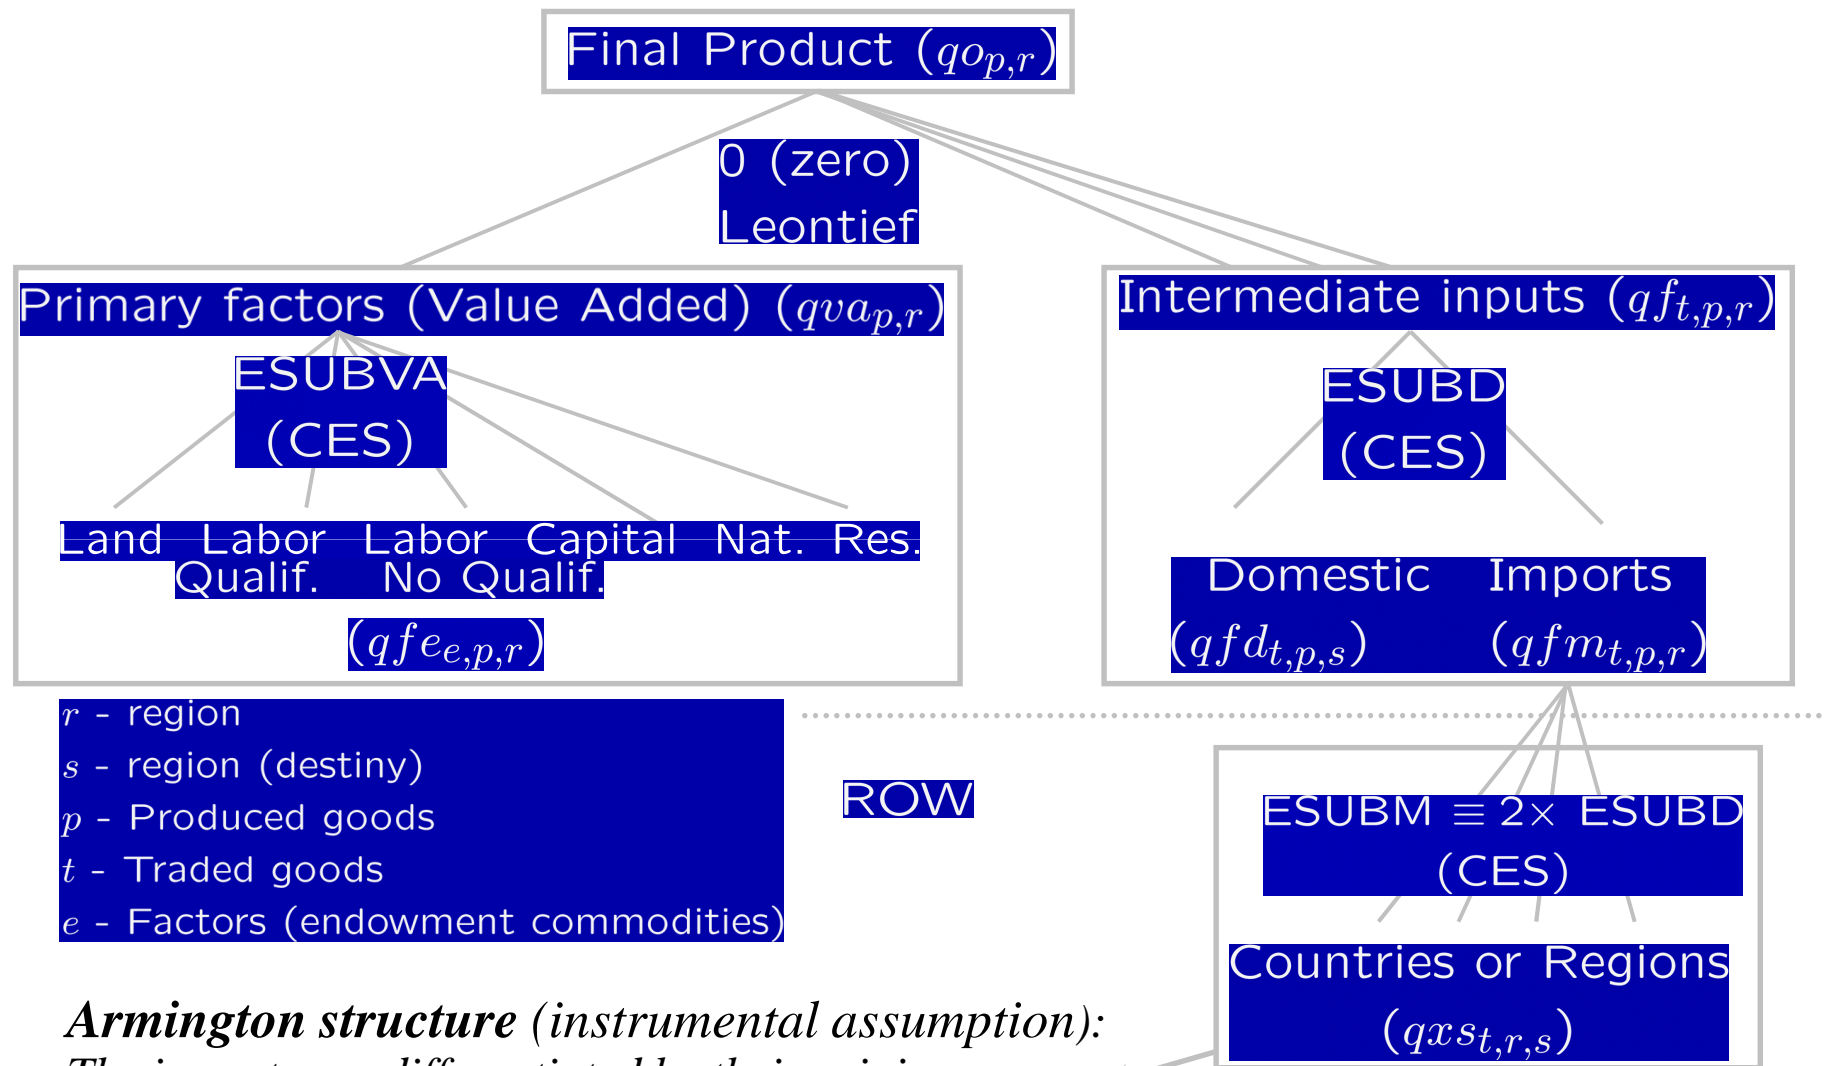 Final Product (qo_{p,r})
0 (zero)
Leontief
Primary factors (Value Added) (qva_{p,r})
ESUBVA
(CES)
Land Labor Labor Capital Nat. Res.
Qualif. No Qualif.
(qfe_{e,p,r})
Intermediate inputs (qf_{t,p,r})
ESUBD
(CES)
Domestic Imports
(qfd_{t,p,s}) (qfm_{t,p,r})
r - region
s - region (destiny)
p - Produced goods
t - Traded goods
e - Factors (endowment commodities)
ROW
ESUBM ≡ 2× ESUBD
(CES)
Countries or Regions
(qxs_{t,r,s})
Armington structure (instrumental assumption):